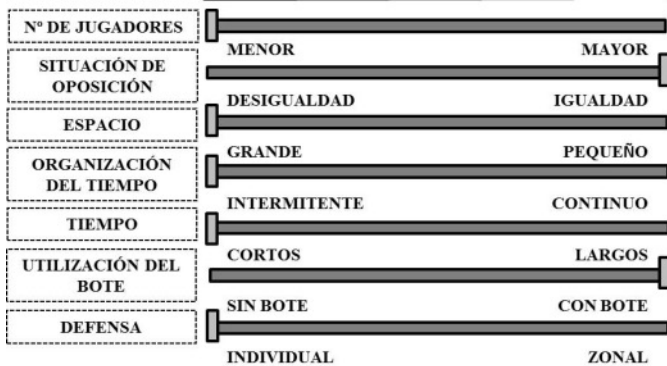 Nº DE JUGADORES
MENOR MAYOR
SITUACIÓN DE
OPOSICIÓN
DESIGUALDAD IGUALDAD
ESPACIO
GRANDE PEQUEÑO
ORGANIZACIÓN
DEL TIEMPO
INTERMITENTE CONTINUO
TIEMPO
CORTOS LARGOS
UTILIZACIÓN DEL
BOTE
SIN BOTE CON BOTE
DEFENSA
INDIVIDUAL ZONAL